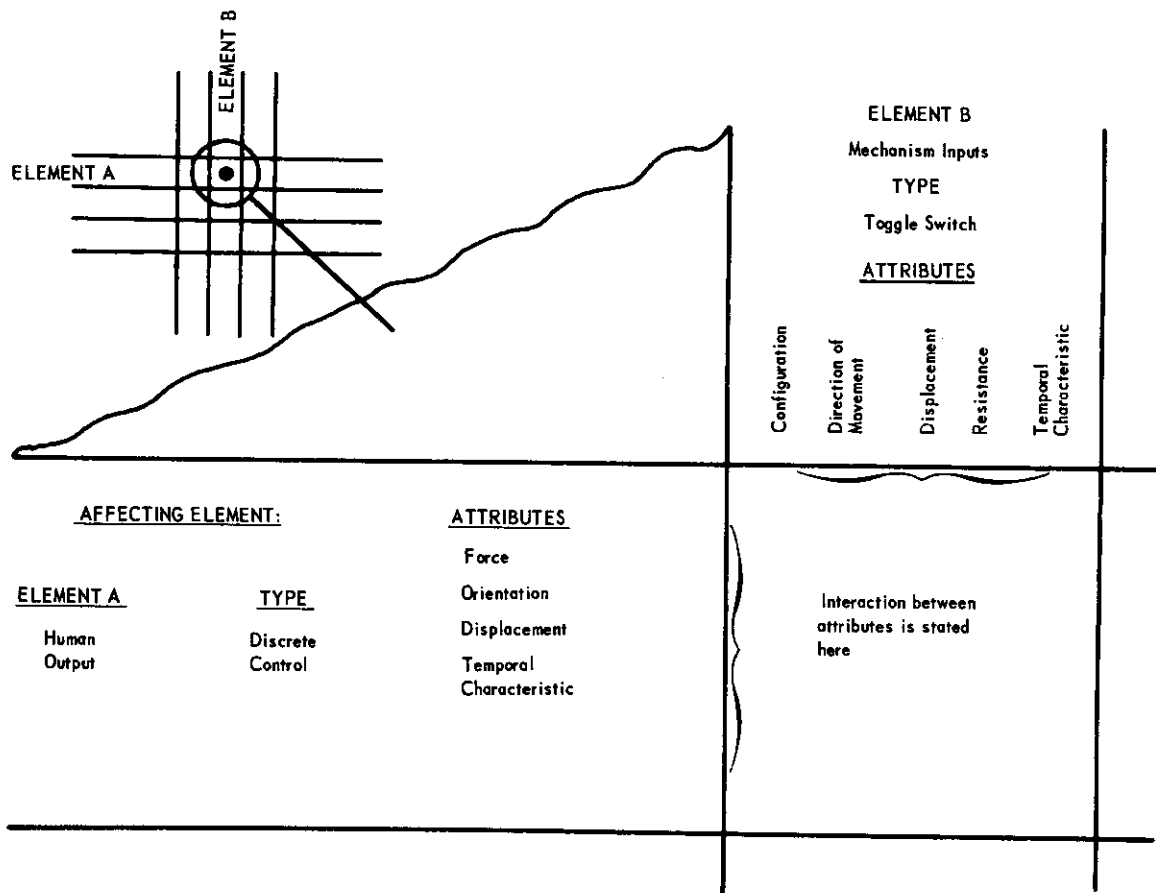 ELEMENT B
ELEMENT A
ELEMENT B
Mechanism Inputs
TYPE
Toggle Switch
ATTRIBUTES
Configuration
Direction of
Movement
Displacement
Resistance
Temporal
Characteristic
AFFECTING ELEMENT:
ELEMENT A
Human
Output
TYPE
Discrete
Control
ATTRIBUTES
Force
Orientation
Displacement
Temporal
Characteristic
Interaction between
attributes is stated
here